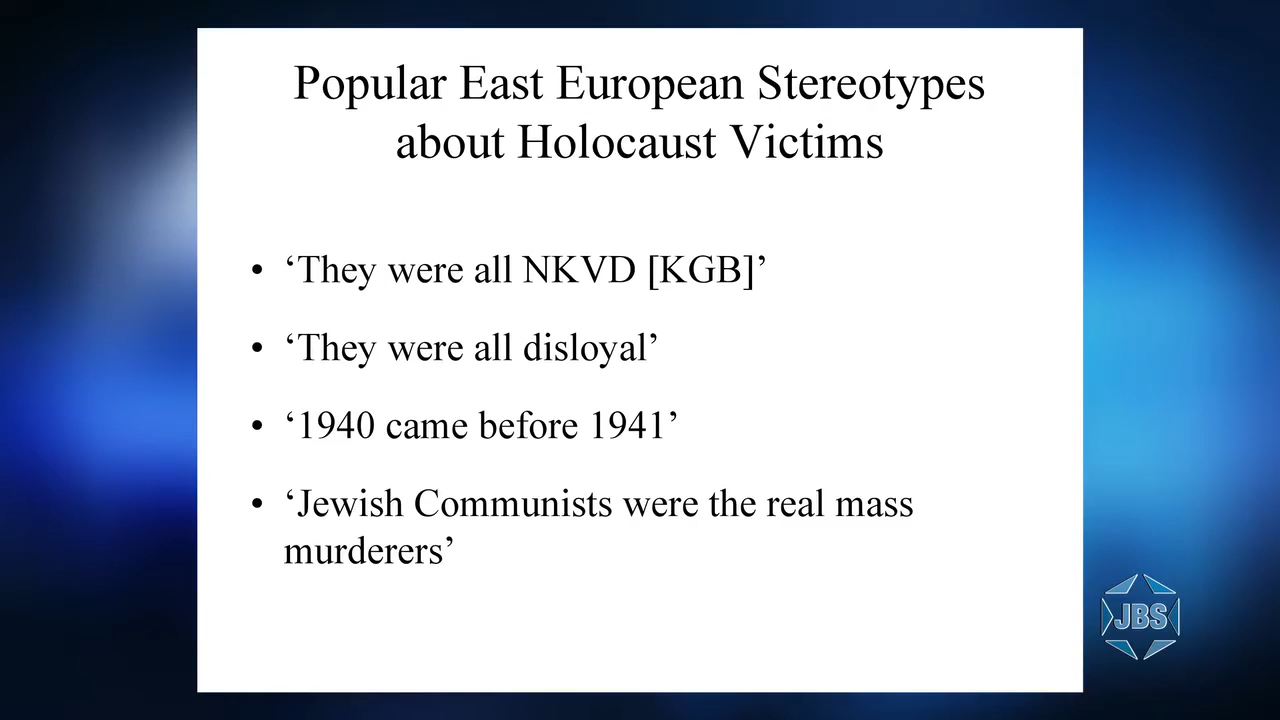 Popular East European Stereotypes
about Holocaust Victims
• ‘They were all NKVD [KGB]’
• ‘They were all disloyal’
• ‘1940 came before 1941’
• ‘Jewish Communists were the real mass
murderers’
JBS